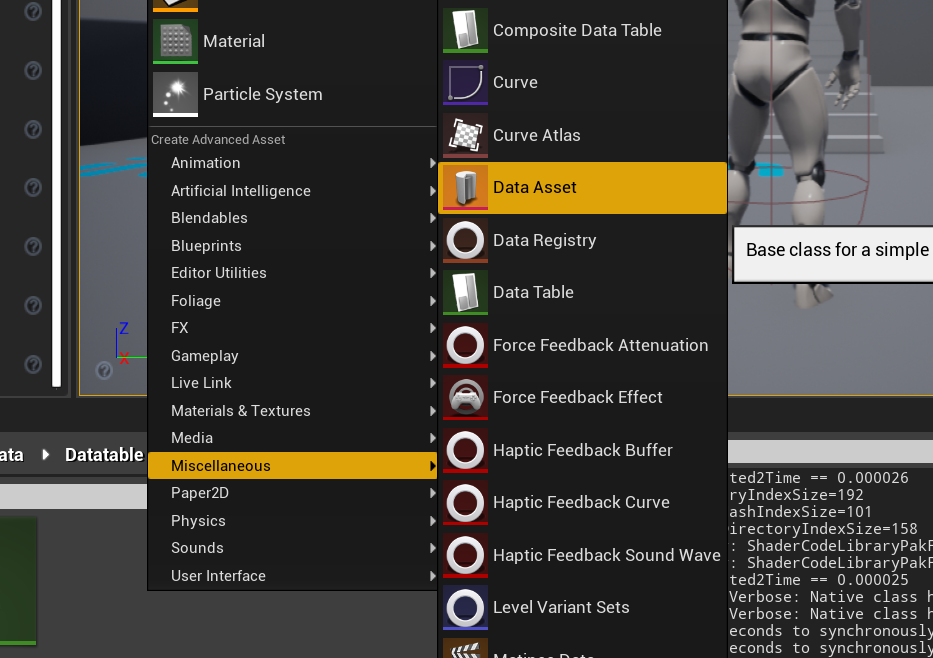 Material
Particle System
Create Advanced Asset
Animation
Artificial Intelligence
Blendables
Blueprints
Editor Utilities
Foliage
FX
Gameplay
Live Link
Materials & Textures
Media
Miscellaneous
Paper2D
Physics
Sounds
User Interface
Composite Data Table
Curve
Curve Atlas
Data Asset
Data Registry
Data Table
Force Feedback Attenuation
Force Feedback Effect
Haptic Feedback Buffer
Haptic Feedback Curve
Haptic Feedback Sound Wave
Level Variant Sets
Base class for a simple
Z
X
ata
Datatable
ted2Time == 0.000026
ryIndexSize=192
ashIndexSize=101
irectoryIndexSize=158
: ShaderCodeLibraryPakF
: ShaderCodeLibraryPakF
ted2Time == 0.000025
Verbose: Native class h
Verbose: Native class h
econds to synchronously
econds to synchronously